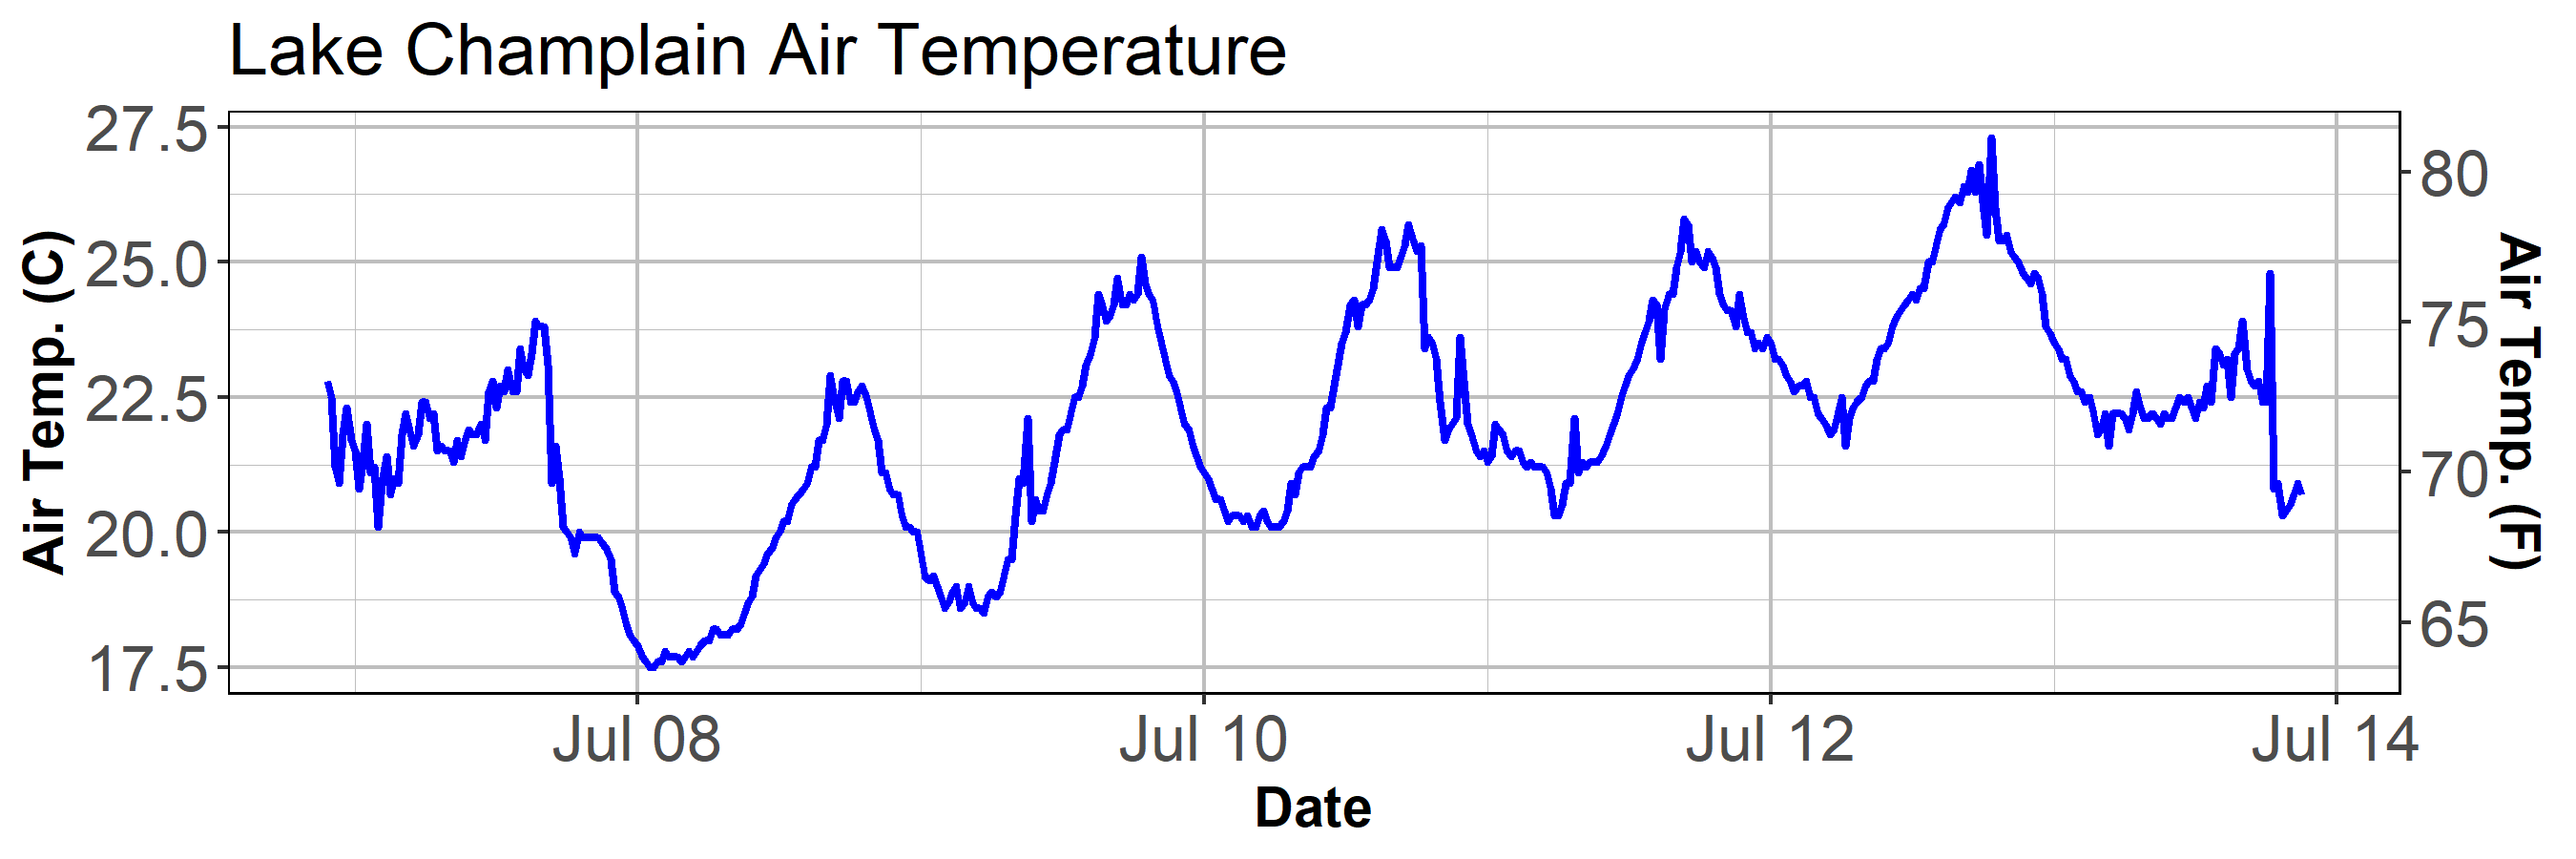 Lake Champlain Air Temperature
27.5
25.0
22.5
20.0
17.5
Air Temp. (C)
80
75
70
65
Air Temp. (F)
Jul 08 Jul 10 Jul 12 Jul 14
Date